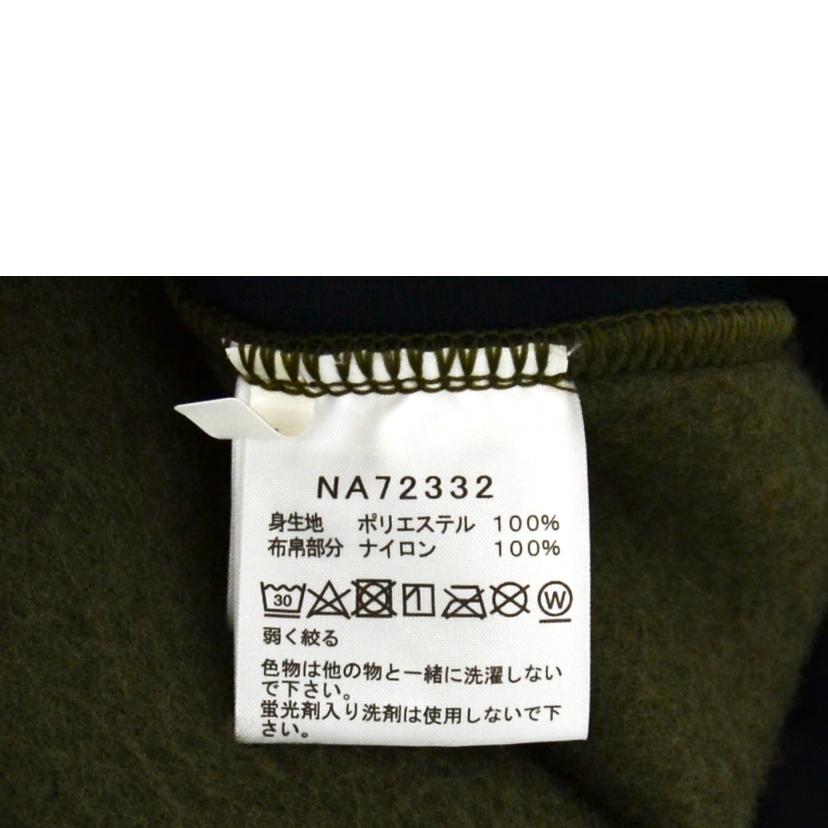 NA72332
身生地 ポリエステル 100%
布帛部分 ナイロン 100%
30 W
弱く絞る
色物は他の物と一緒に洗濯しない
で下さい。
蛍光剤入り洗剤は使用しないで下
さい。